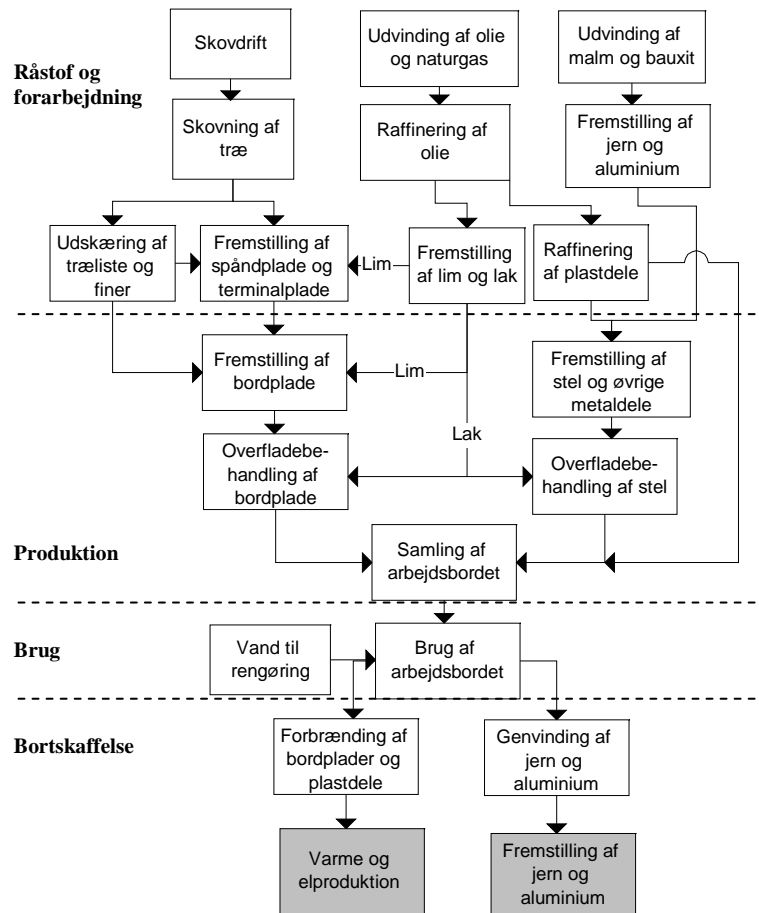 Råstof og
forarbejdning
Skovdrift
Udvinding af olie
og naturgas
Udvinding af
malm og bauxit
Skovning af
træ
Raffinering af
olie
Fremstilling af
jern og
aluminium
Udskæring af
træliste og
finer
Fremstilling af
spåndplade og
terminalplade
Lim
Fremstilling
af lim og lak
Raffinering
af plastdele
Fremstilling af
bordplade
Lim
Fremstilling af
stel og øvrige
metaldele
Lak
Overfladebe-
handling af
bordplade
Overfladebe-
handling af stel
Produktion
Samling af
arbejdsbordet
Brug
Vand til
rengøring
Brug af
arbejdsbordet
Bortskaffelse
Forbrænding af
bordplader og
plastdele
Genvinding af
jern og
aluminium
Varme og
elproduktion
Fremstilling af
jern og
aluminium